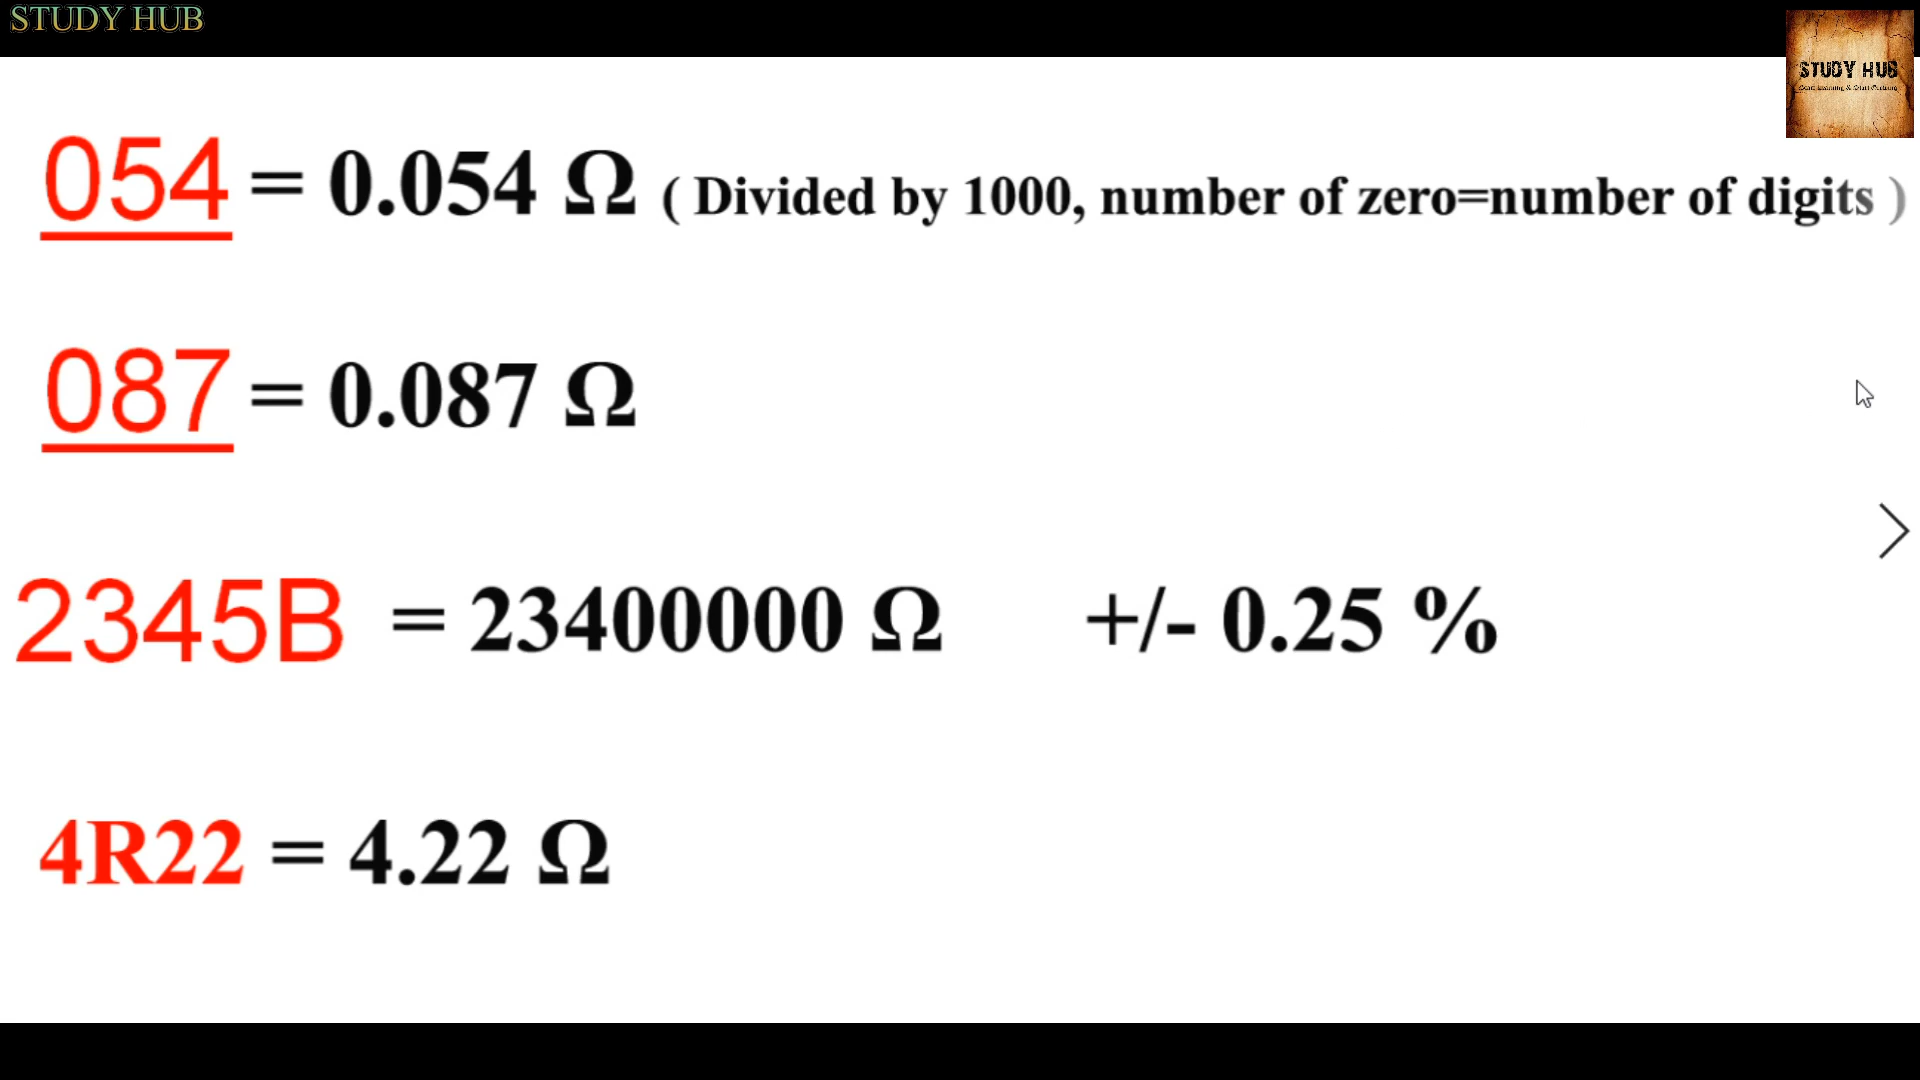 STUDY HUB
STUDY HUB
054 = 0.054 Ω ( Divided by 1000, number of zero=number of digits )
087 = 0.087 Ω
2345B = 23400000 Ω +/- 0.25 %
4R22 = 4.22 Ω